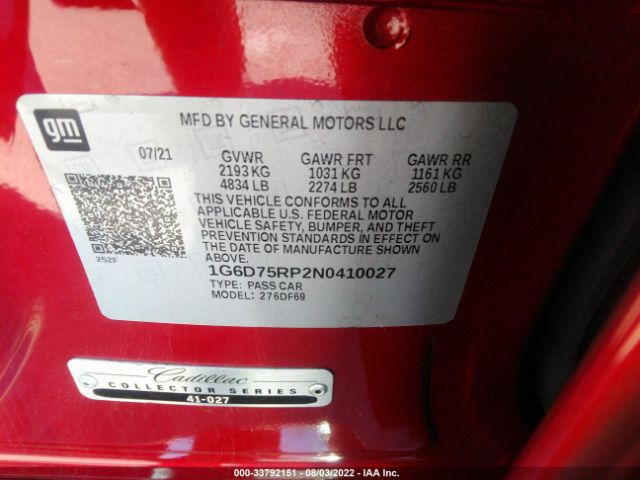 gm
MFD BY GENERAL MOTORS LLC
07/21 GVWR GAWR FRT GAWR RR
2193 KG 1031 KG 1161 KG
4834 LB 2274 LB 2560 LB
THIS VEHICLE CONFORMS TO ALL
APPLICABLE U.S. FEDERAL MOTOR
VEHICLE SAFETY, BUMPER, AND THEFT
PREVENTION STANDARDS IN EFFECT ON
THE DATE OF MANUFACTURE SHOWN
ABOVE.
252F
1G6D75RP2N0410027
TYPE: PASS CAR
MODEL: 276DF69
Cadillac
COLLECTOR SERIES
41-027
000-33792151 - 08/03/2022 - IAA Inc.